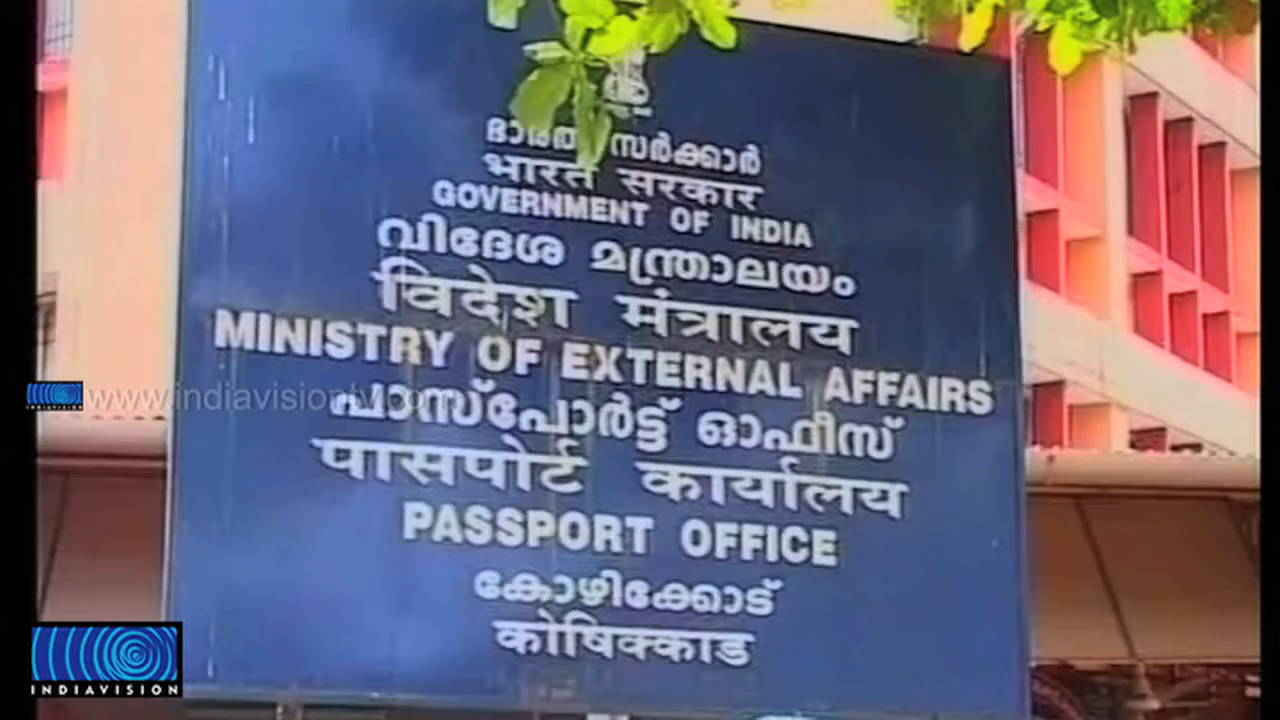 ഭാരത സർക്കാർ
भारत सरकार
GOVERNMENT OF INDIA
വിദേശ മന്ത്രാലയം
विदेश मंत्रालय
MINISTRY OF EXTERNAL AFFAIRS
www.indiavisiontv.com
INDIAVISION
പാസ്പോർട്ട് ഓഫീസ്
पासपोर्ट कार्यालय
PASSPORT OFFICE
കോഴിക്കോട്
कोषिक्काड
INDIAVISION